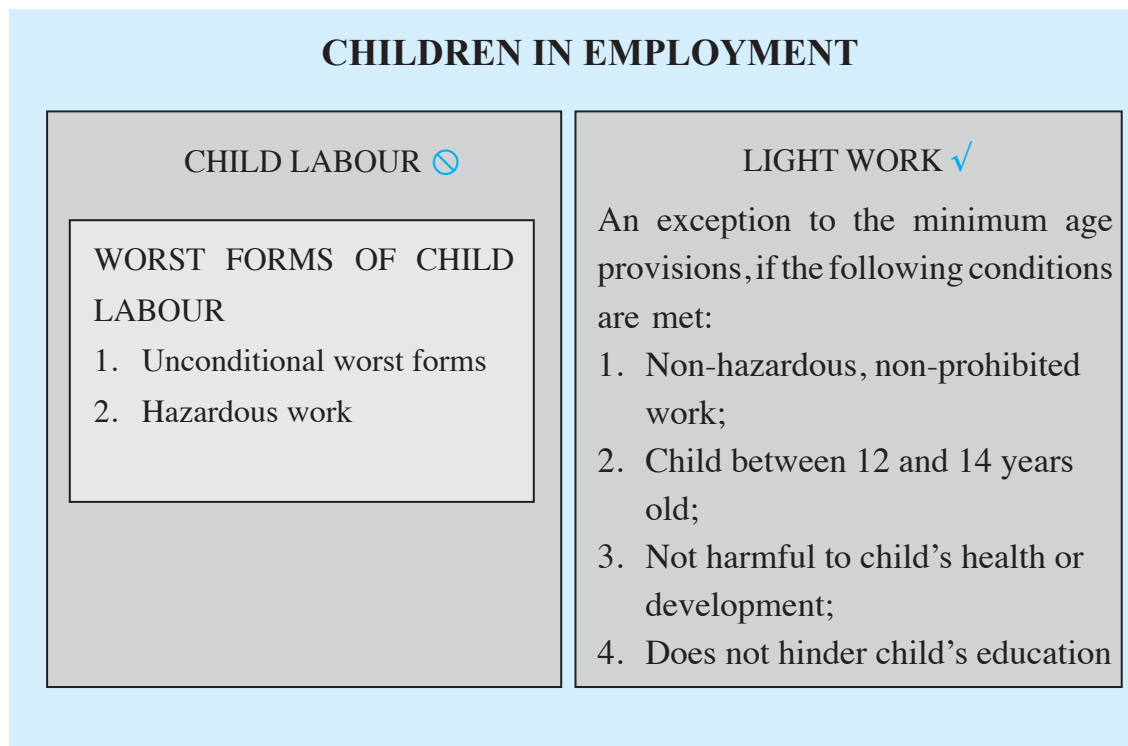 CHILDREN IN EMPLOYMENT
CHILD LABOUR
WORST FORMS OF CHILD
LABOUR
1. Unconditional worst forms
2. Hazardous work
LIGHT WORK √
An exception to the minimum age
provisions, if the following conditions
are met:
1. Non-hazardous, non-prohibited
work;
2. Child between 12 and 14 years
old;
3. Not harmful to child’s health or
development;
4. Does not hinder child’s education